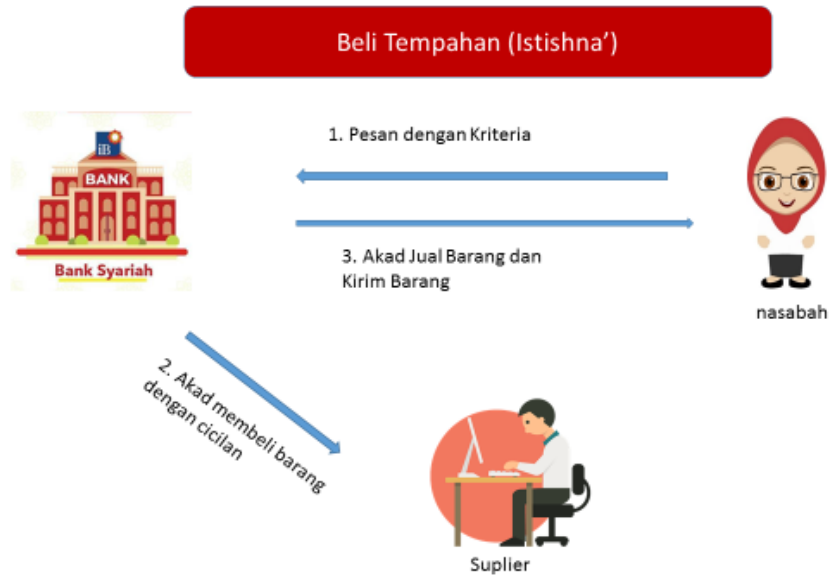 Beli Tempahan (Istishna’)
1. Pesan dengan Kriteria
iB
BANK
Bank Syariah
3. Akad Jual Barang dan
Kirim Barang
nasabah
2. Akad membeli barang
dengan cicilan
Suplier